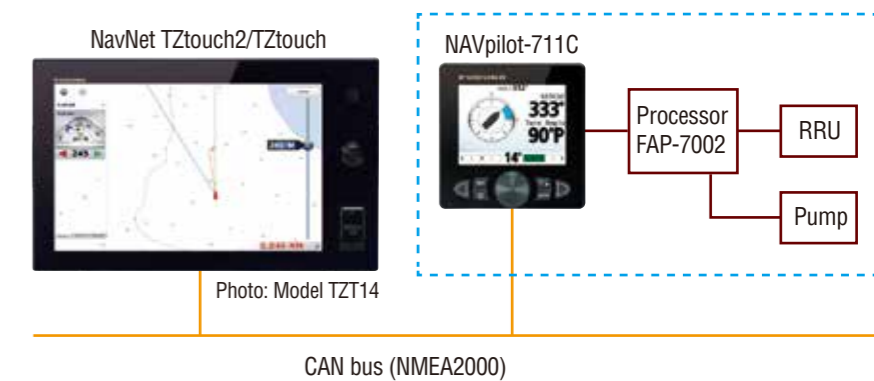 NavNet TZtouch2/TZtouch
NAVpilot-711C
333°
90°P
14°
Processor
FAP-7002
RRU
Pump
245
Photo: Model TZT14
CAN bus (NMEA2000)